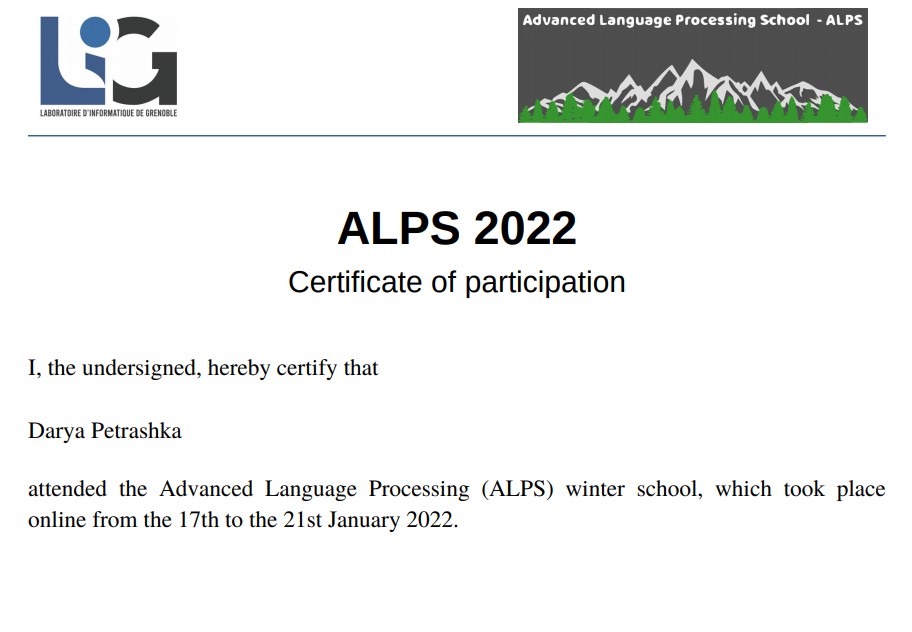 LiG
LABORATOIRE D'INFORMATIQUE DE GRENOBLE
Advanced Language Processing School - ALPS
ALPS 2022
Certificate of participation
I, the undersigned, hereby certify that
Darya Petrashka
attended the Advanced Language Processing (ALPS) winter school, which took place
online from the 17th to the 21st January 2022.